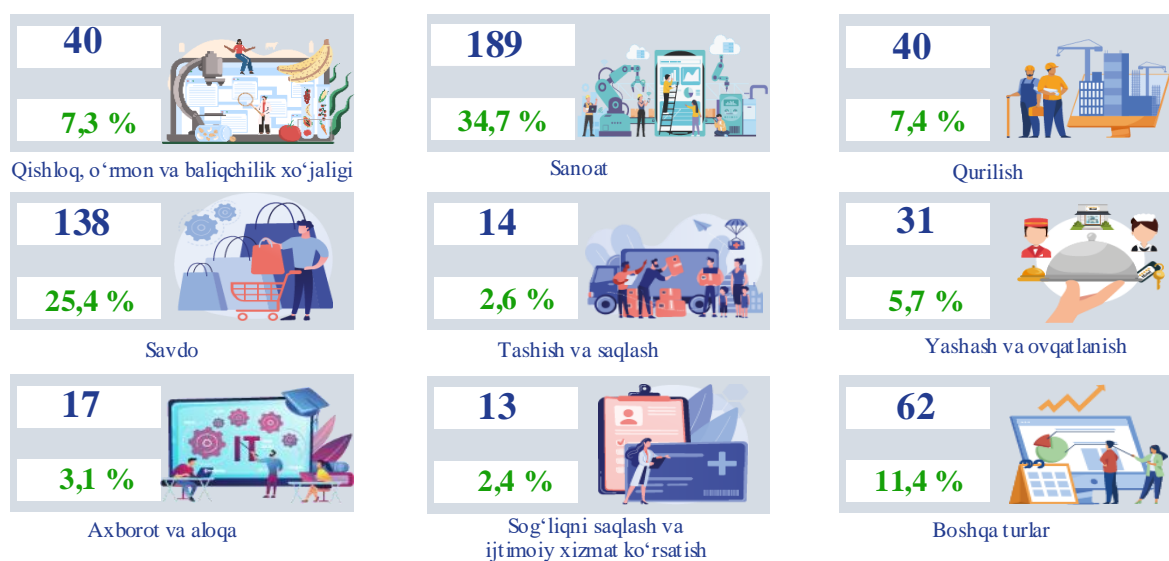 40
7,3 %
Qishloq, o‘rmon va baliqchilik xo‘jaligi
189
34,7 %
Sanoat
40
7,4 %
Qurilish
138
25,4 %
Savdo
14
2,6 %
Tashish va saqlash
31
5,7 %
Yashash va ovqatlanish
17
3,1 %
IT
Axborot va aloqa
13
2,4 %
Sog‘liqni saqlash va
ijtimoiy xizmat ko‘rsatish
62
11,4 %
Boshqa turlar